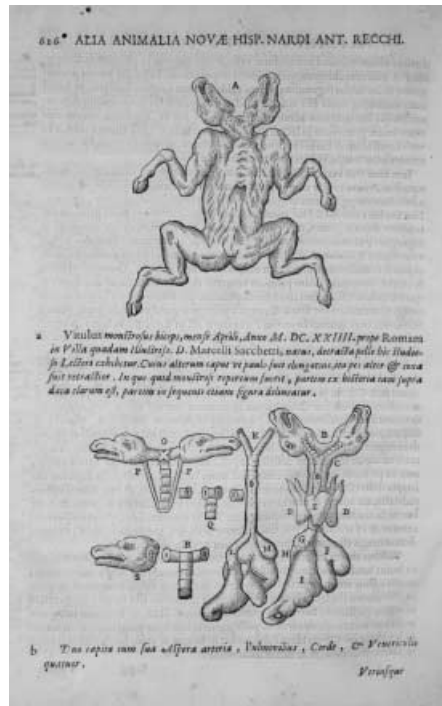 626 ALIA ANIMALIA NOVÆ HISP. NARDI ANT. RECCHI.
A
a Vitulus monstrosus biceps, mense Aprili, Anno M. DC. XXIIII. prope Romam
in Villa quadam Illustriss. D. Marcelli Sacchetti, natus, detracta pelle hic studio-
so Lectori exhibetur. Cuius alterum caput ut paulo fuit elongatius, ita pes alter & coxa
fuit retractior. In quo quid monstrosi repertum fuerit, partim ex historia iam supra
dicta clarum est, partim in sequenti etiam figura delineatur.
O K B
P P C
Q
S R
H H
I
b Duo capita cum sua Aspera arteria, Pulmonibus, Corde, & Ventriculis
quatuor.
Verùmque